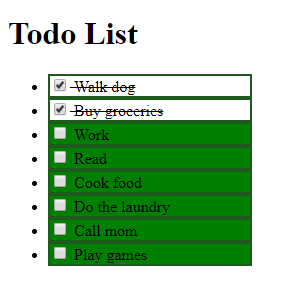 Todo List
Walk dog
Buy groceries
Work
Read
Cook food
Do the laundry
Call mom
Play games